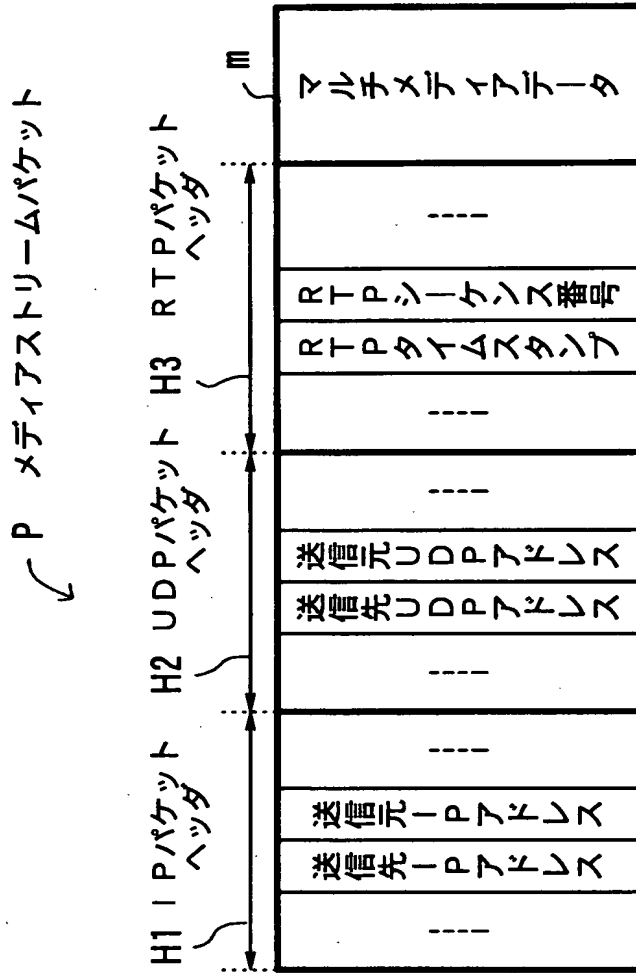 P メディアストリームパケット
H1 IPパケット
ヘッダ
H2 UDPパケット
ヘッダ
H3 RTPパケット
ヘッダ
m
----
送信先IPアドレス
送信元IPアドレス
----
----
送信先UDPアドレス
送信元UDPアドレス
----
----
RTPタイムスタンプ
RTPシーケンス番号
----
マルチメディアデータ